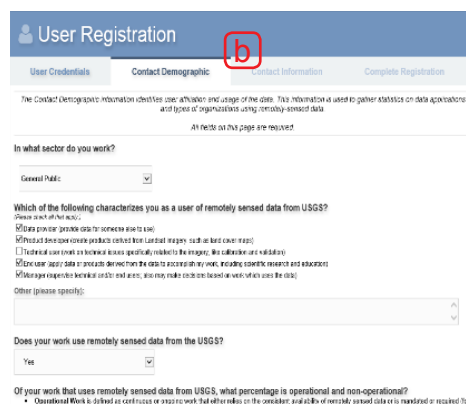 User Registration
b
User Credentials Contact Demographic Contact Information Complete Registration
The Contact Demographic information identifies user affiliation and usage of the data. This information is used to gather statistics on data applications
and types of organizations using remotely-sensed data.
All fields on this page are required.
In what sector do you work?
General Public
Which of the following characterizes you as a user of remotely sensed data from USGS?
(Please check all that apply.)
Data provider (provide data for someone else to use)
Product developer (create products derived from Landsat imagery, such as land cover maps)
Technical user (work on technical issues specifically related to the imagery, like calibration and validation)
End user (apply data or products derived from the data to accomplish my work, including scientific research and education)
Manager (supervise technical and/or end users; also may make decisions based on work which uses the data)
Other (please specify):
Does your work use remotely sensed data from the USGS?
Yes
Of your work that uses remotely sensed data from USGS, what percentage is operational and non-operational?
• Operational Work is defined as continuous or ongoing work that either relies on the consistent availability of remotely sensed data or is mandated or required